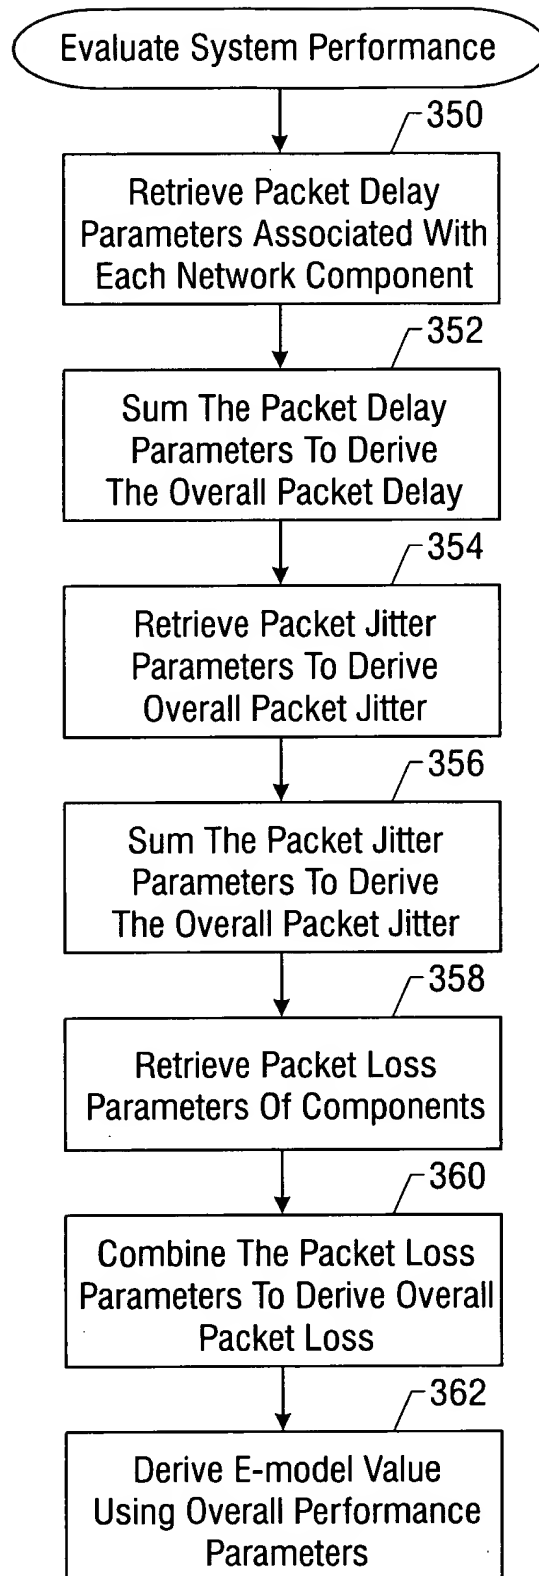 Evaluate System Performance
350
Retrieve Packet Delay
Parameters Associated With
Each Network Component
352
Sum The Packet Delay
Parameters To Derive
The Overall Packet Delay
354
Retrieve Packet Jitter
Parameters To Derive
Overall Packet Jitter
356
Sum The Packet Jitter
Parameters To Derive
The Overall Packet Jitter
358
Retrieve Packet Loss
Parameters Of Components
360
Combine The Packet Loss
Parameters To Derive Overall
Packet Loss
362
Derive E-model Value
Using Overall Performance
Parameters